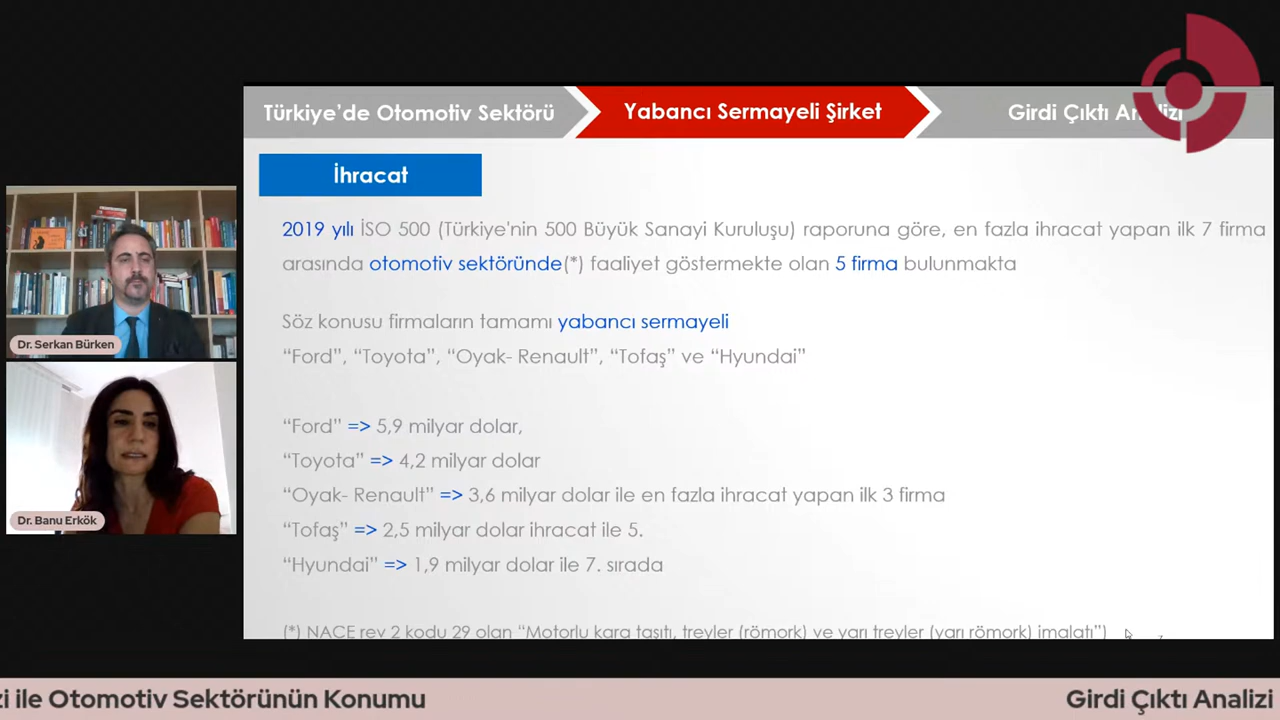 Türkiye’de Otomotiv Sektörü
Yabancı Sermayeli Şirket
Girdi Çıktı
İhracat
2019 yılı İSO 500 (Türkiye'nin 500 Büyük Sanayi Kuruluşu) raporuna göre, en fazla ihracat yapan ilk 7 firma
arasında otomotiv sektöründe(*) faaliyet göstermekte olan 5 firma bulunmakta
Söz konusu firmaların tamamı yabancı sermayeli
“Ford”, “Toyota”, “Oyak- Renault”, “Tofaş” ve “Hyundai”
“Ford” => 5,9 milyar dolar,
“Toyota” => 4,2 milyar dolar
“Oyak- Renault” => 3,6 milyar dolar ile en fazla ihracat yapan ilk 3 firma
“Tofaş” => 2,5 milyar dolar ihracat ile 5.
“Hyundai” => 1,9 milyar dolar ile 7. sırada
(*) NACE rev 2 kodu 29 olan “Motorlu kara taşıtı, treyler (römork) ve yarı treyler (yarı römork) imalatı”)
Dr. Serkan Bürken
Dr. Banu Erkök
ile Otomotiv Sektörünün Konumu
Girdi Çıktı Analizi